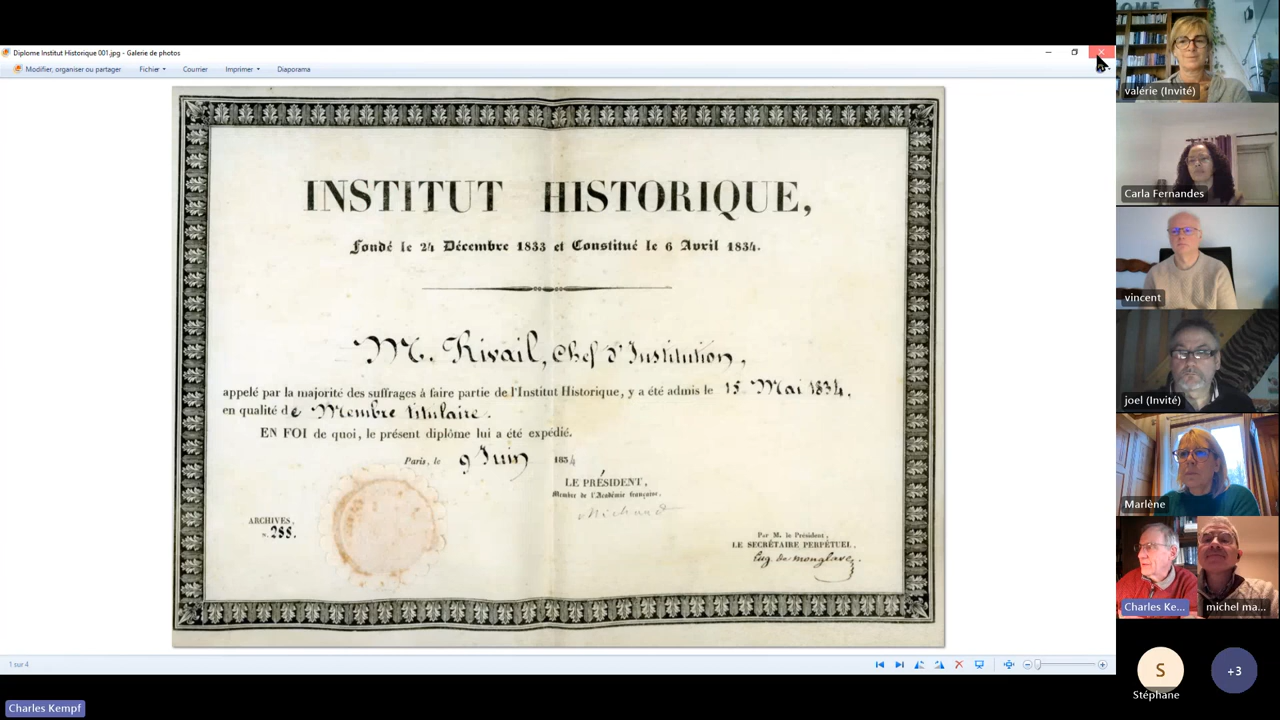 Diplome Institut Historique 001.jpg - Galerie de photos
Modifier, organiser ou partager Fichier Courrier Imprimer Diaporama
INSTITUT HISTORIQUE,
Fondé le 24 Décembre 1833 et Constitué le 6 Avril 1834.
M. Rivail, Chef d'Institution,
appelé par la majorité des suffrages à faire partie de l'Institut Historique, y a été admis le 15 Mai 1834,
en qualité de Membre titulaire.
EN FOI de quoi, le présent diplôme lui a été expédié.
Paris, le 9 Juin 1834
LE PRÉSIDENT,
Membre de l'Académie française,
Michaud
ARCHIVES,
N. 288.
Par M. le Président,
LE SECRÉTAIRE PERPÉTUEL,
Eug. de Monglave
1 sur 4
Charles Kempf
valérie (Invité)
Carla Fernandes
vincent
joel (Invité)
Marlène
Charles Ke...
michel ma...
S
Stéphane
+3